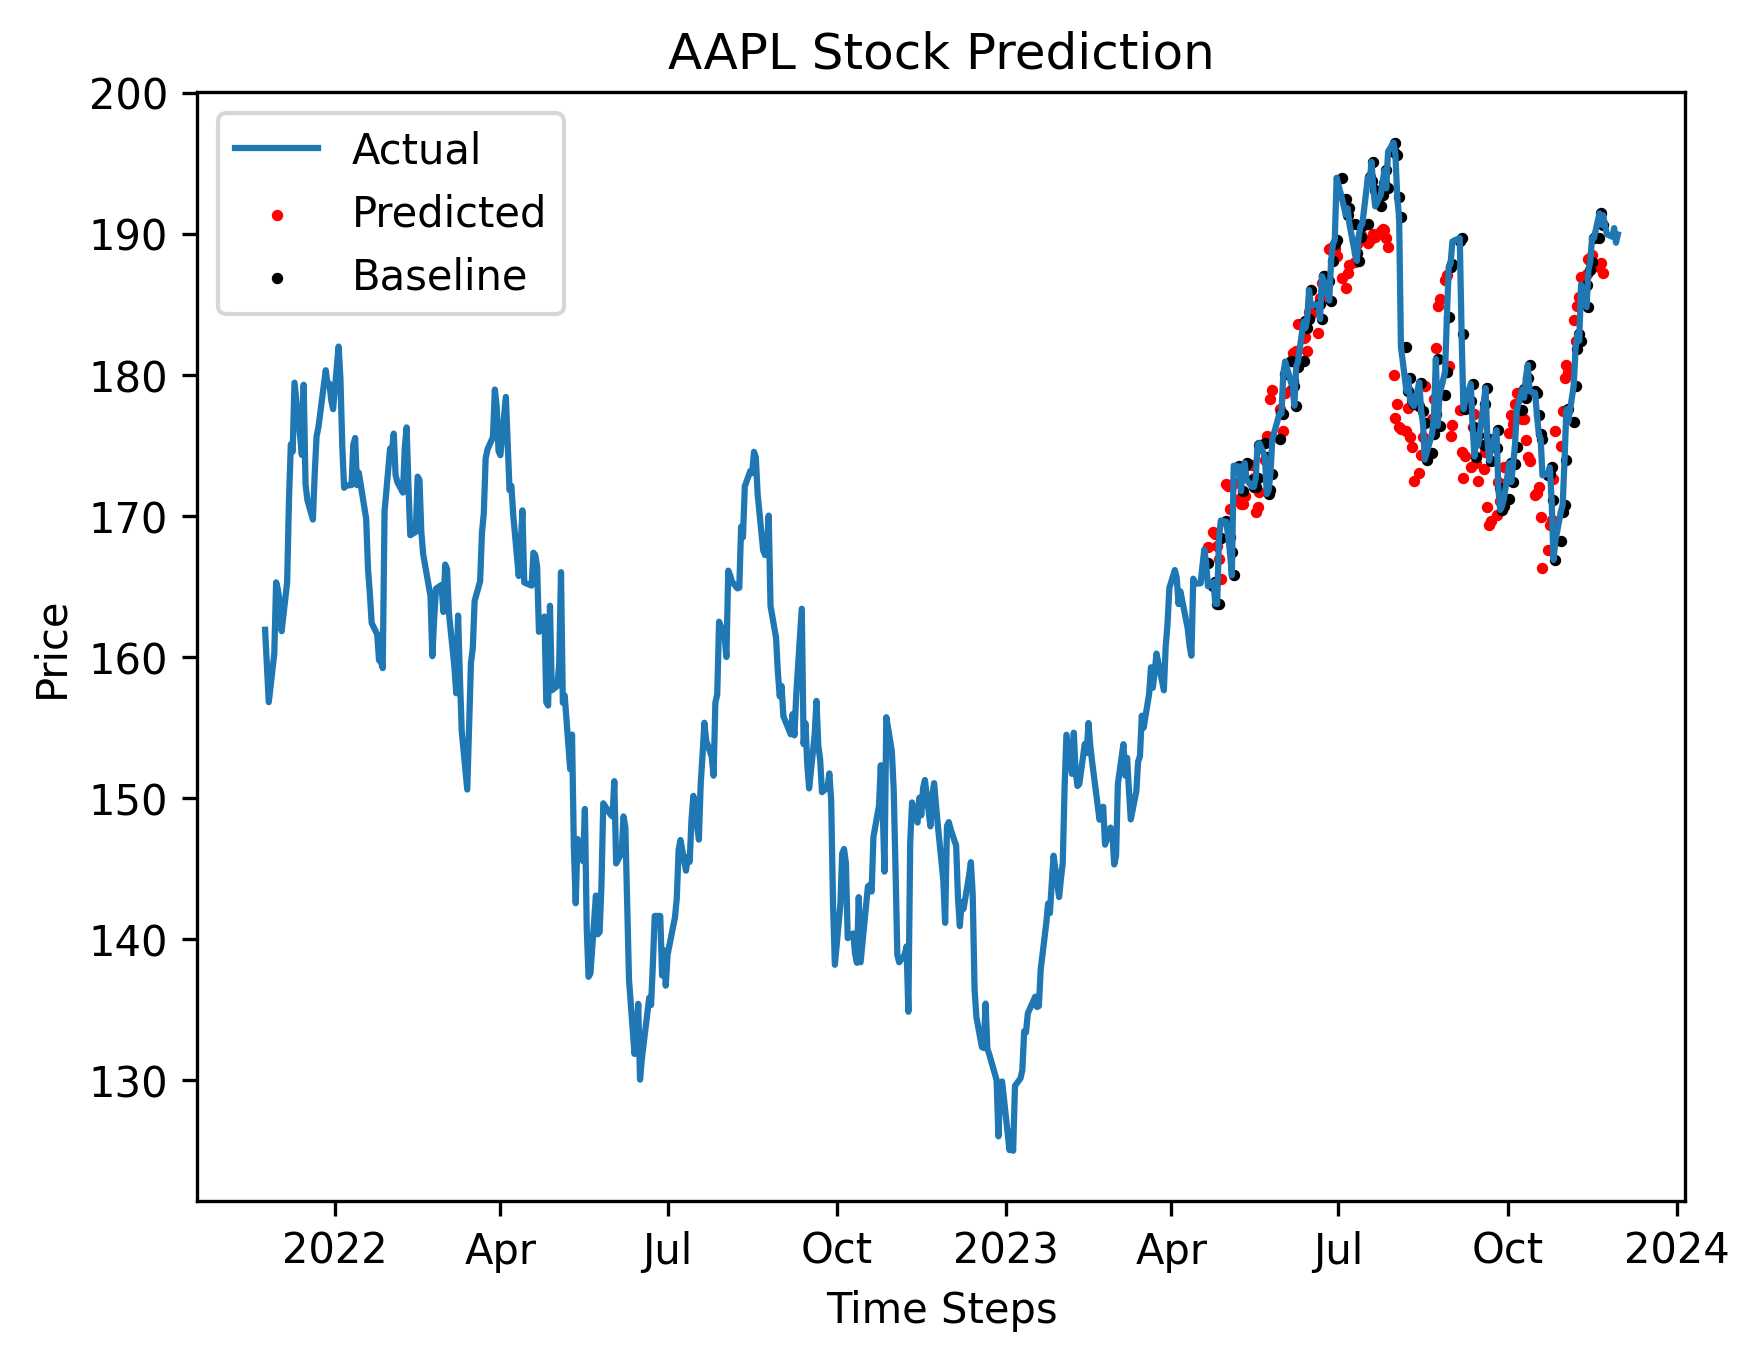 AAPL Stock Prediction
200
190
180
170
160
150
140
130
Price
Actual
Predicted
Baseline
2022 Apr Jul Oct 2023 Apr Jul Oct 2024
Time Steps